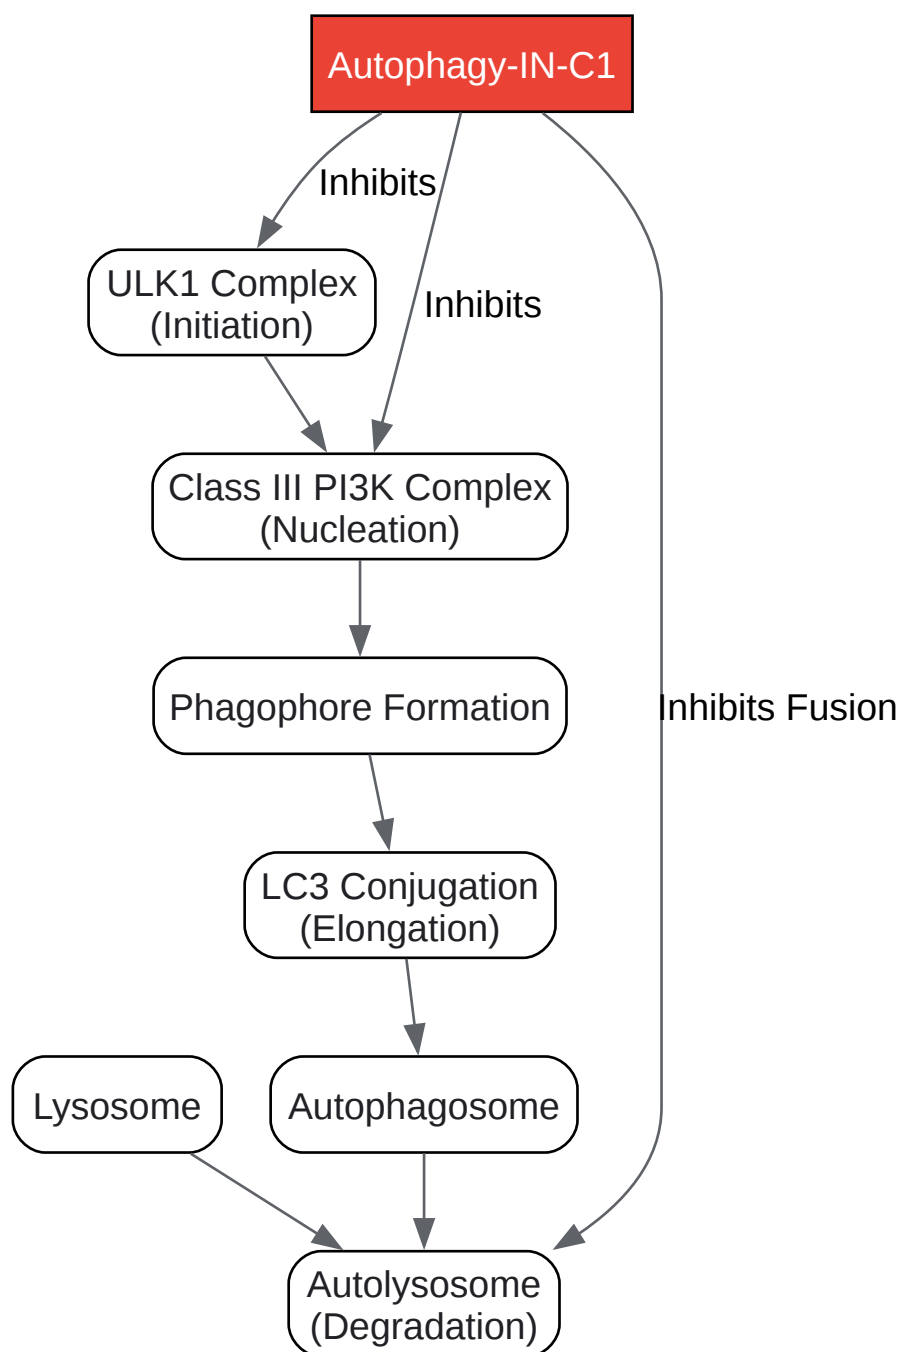 Autophagy-IN-C1
Inhibits
ULK1 Complex
(Initiation)
Inhibits
Class III PI3K Complex
(Nucleation)
Phagophore Formation
Inhibits Fusion
LC3 Conjugation
(Elongation)
Lysosome
Autophagosome
Autolysosome
(Degradation)